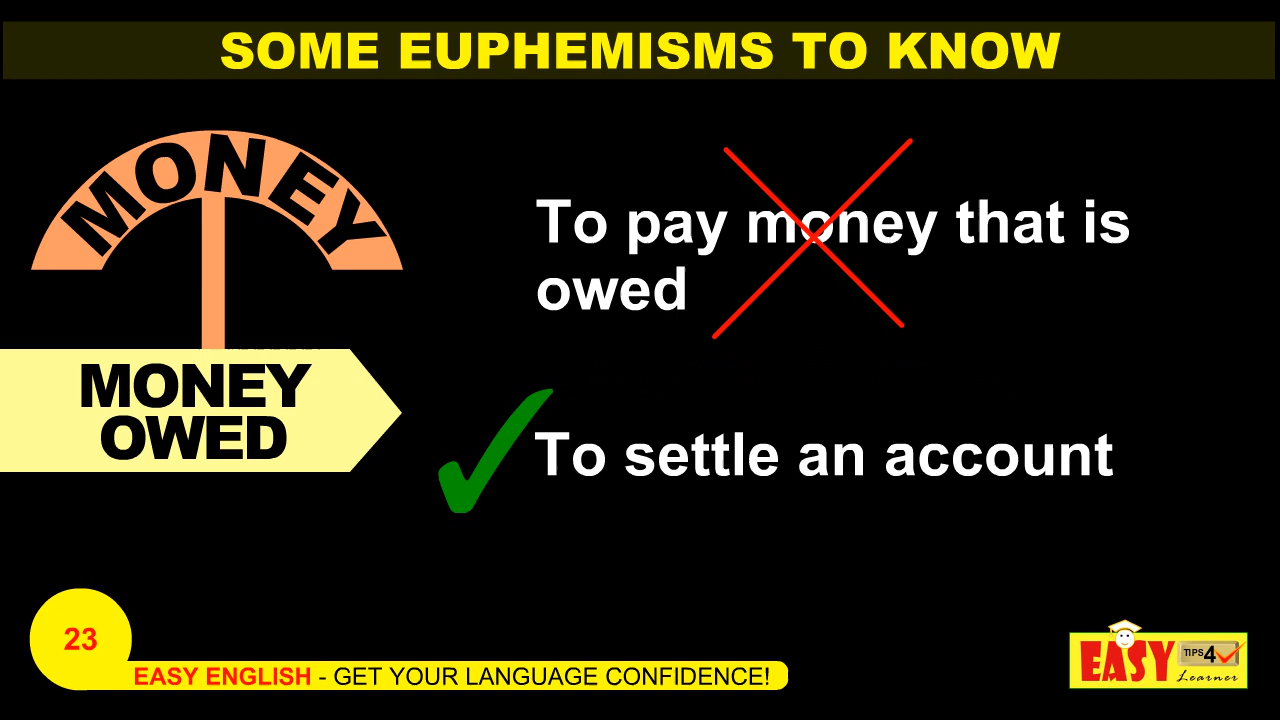 SOME EUPHEMISMS TO KNOW
MONEY
MONEY
OWED
To pay money that is
owed
To settle an account
23
EASY ENGLISH - GET YOUR LANGUAGE CONFIDENCE!
EASY TIPS4
Learner